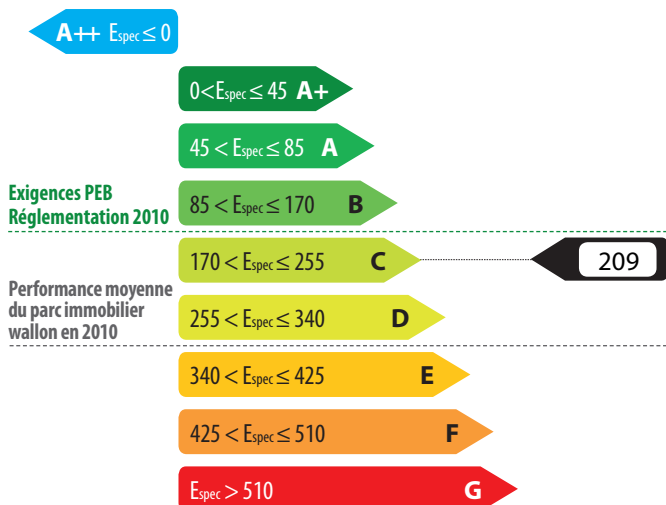 A++ Espec ≤ 0
0<Espec ≤ 45 A+
45 < Espec ≤ 85 A
Exigences PEB
Réglementation 2010
85 < Espec ≤ 170 B
170 < Espec ≤ 255 C
209
Performance moyenne
du parc immobilier
wallon en 2010
255 < Espec ≤ 340 D
340 < Espec ≤ 425 E
425 < Espec ≤ 510 F
Espec > 510 G